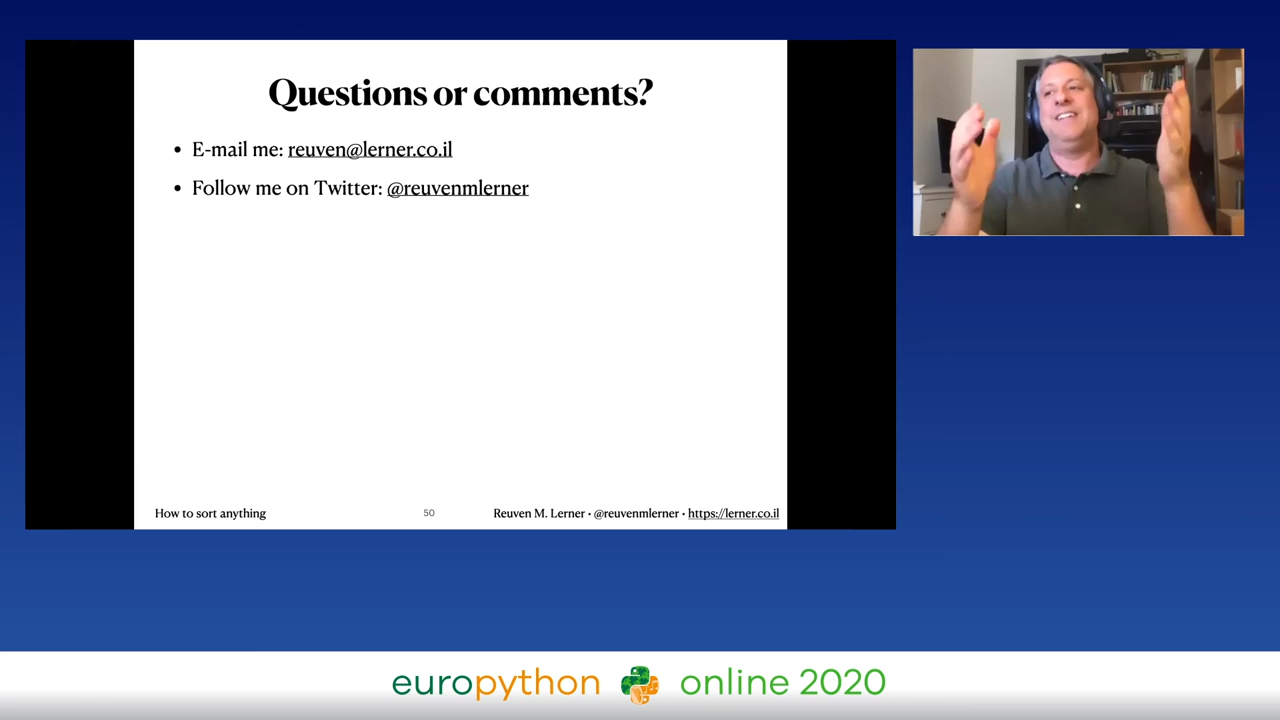 Questions or comments?
• E-mail me: reuven@lerner.co.il
• Follow me on Twitter: @reuvenmlerner
How to sort anything
50
Reuven M. Lerner • @reuvenmlerner • https://lerner.co.il
europython online 2020